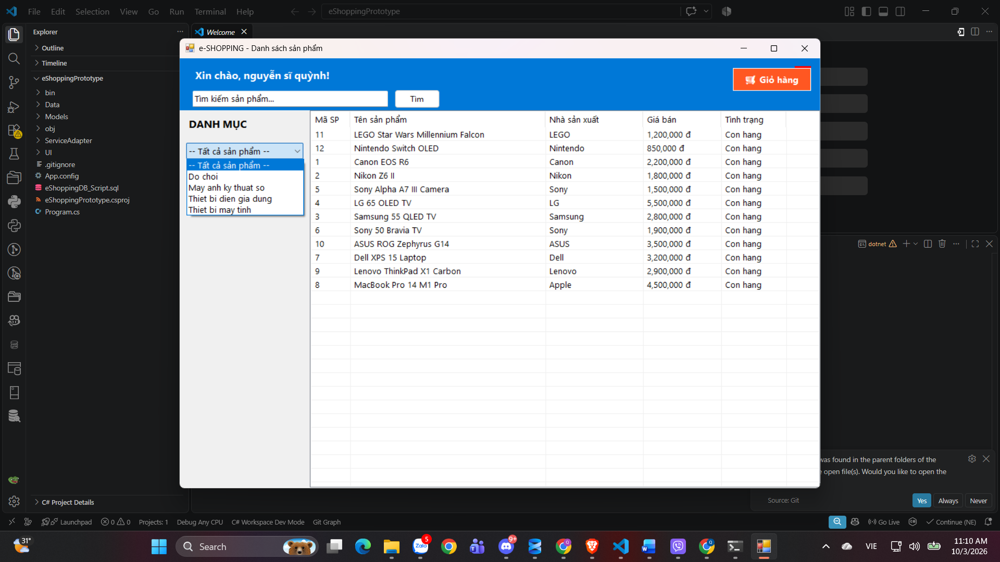 File Edit Selection View Go Run Terminal Help
eShoppingPrototype
Explorer
Welcome
Outline
Timeline
eShoppingPrototype
bin
Data
Models
obj
ServiceAdapter
UI
.gitignore
App.config
eShoppingDB_Script.sql
eShoppingPrototype.csproj
Program.cs
C# Project Details
e-SHOPPING - Danh sách sản phẩm
Xin chào, nguyễn sĩ quỳnh!
Giỏ hàng
Tìm kiếm sản phẩm...
Tìm
DANH MỤC
-- Tất cả sản phẩm --
-- Tất cả sản phẩm --
Do choi
May anh ky thuat so
Thiet bi dien gia dung
Thiet bi may tinh
Mã SP Tên sản phẩm Nhà sản xuất Giá bán Tình trạng
11 LEGO Star Wars Millennium Falcon LEGO 1,200,000 đ Con hang
12 Nintendo Switch OLED Nintendo 850,000 đ Con hang
1 Canon EOS R6 Canon 2,200,000 đ Con hang
2 Nikon Z6 II Nikon 1,800,000 đ Con hang
5 Sony Alpha A7 III Camera Sony 1,500,000 đ Con hang
4 LG 65 OLED TV LG 5,500,000 đ Con hang
3 Samsung 55 QLED TV Samsung 2,800,000 đ Con hang
6 Sony 50 Bravia TV Sony 1,900,000 đ Con hang
10 ASUS ROG Zephyrus G14 ASUS 3,500,000 đ Con hang
7 Dell XPS 15 Laptop Dell 3,200,000 đ Con hang
9 Lenovo ThinkPad X1 Carbon Lenovo 2,900,000 đ Con hang
8 MacBook Pro 14 M1 Pro Apple 4,500,000 đ Con hang
dotnet
was found in the parent folders of the
open file(s). Would you like to open the
Source: Git
Yes Always Never
Launchpad 0 0 Projects: 1 Debug Any CPU C# Workspace Dev Mode Git Graph
Go Live Continue (NE)
31°
Search
Zalo
5
9+
VIE
11:10 AM
10/3/2026